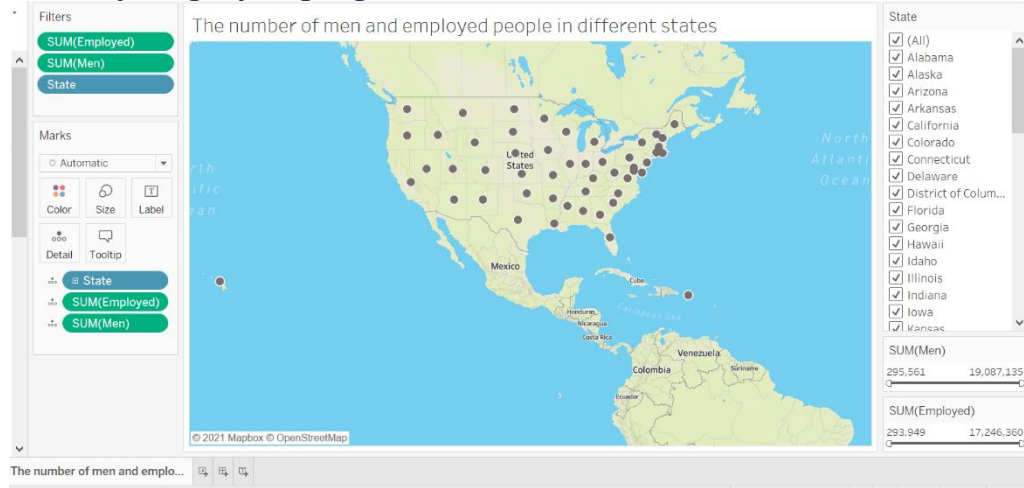 Filters
SUM(Employed)
SUM(Men)
State
Marks
Automatic
Color
Size
Label
Detail
Tooltip
State
SUM(Employed)
SUM(Men)
The number of men and employed people in different states
United
States
Mexico
Cuba
Honduras
Nicaragua
Costa Rica
Caribbean Sea
Venezuela
Colombia
Suriname
Ecuador
North
Atlantic
Ocean
© 2021 Mapbox © OpenStreetMap
State
(All)
Alabama
Alaska
Arizona
Arkansas
California
Colorado
Connecticut
Delaware
District of Colum...
Florida
Georgia
Hawaii
Idaho
Illinois
Indiana
Iowa
Kansas
SUM(Men)
295,561 19,087,135
SUM(Employed)
293,949 17,246,360
The number of men and emplo...